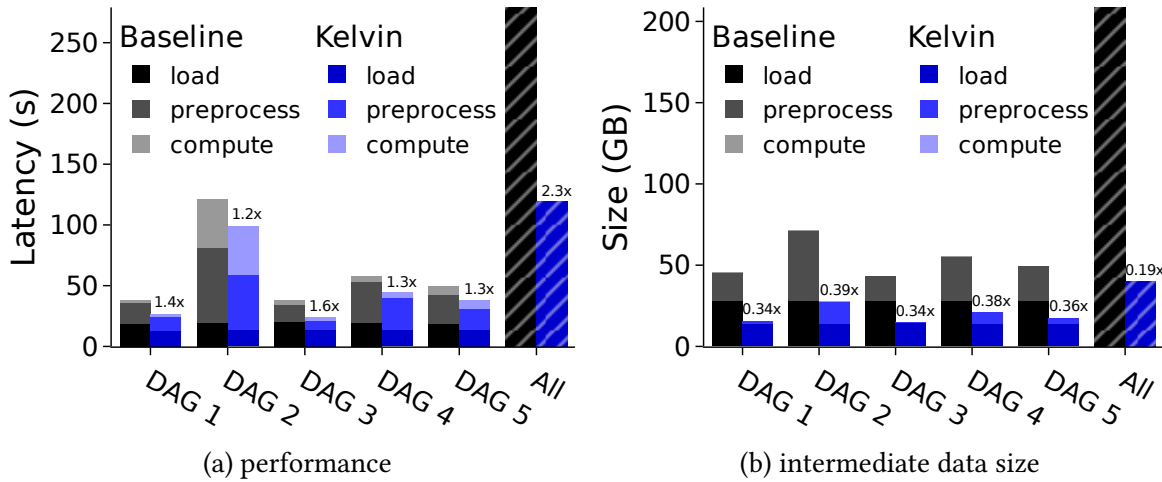 250
200
150
100
50
0
Latency (s)
Baseline Kelvin
load load
preprocess preprocess
compute compute
1.4x
1.2x
1.6x
1.3x
1.3x
2.3x
DAG 1
DAG 2
DAG 3
DAG 4
DAG 5
All
(a) performance
200
150
100
50
0
Size (GB)
Baseline Kelvin
load load
preprocess preprocess
compute compute
0.34x
0.39x
0.34x
0.38x
0.36x
0.19x
DAG 1
DAG 2
DAG 3
DAG 4
DAG 5
All
(b) intermediate data size